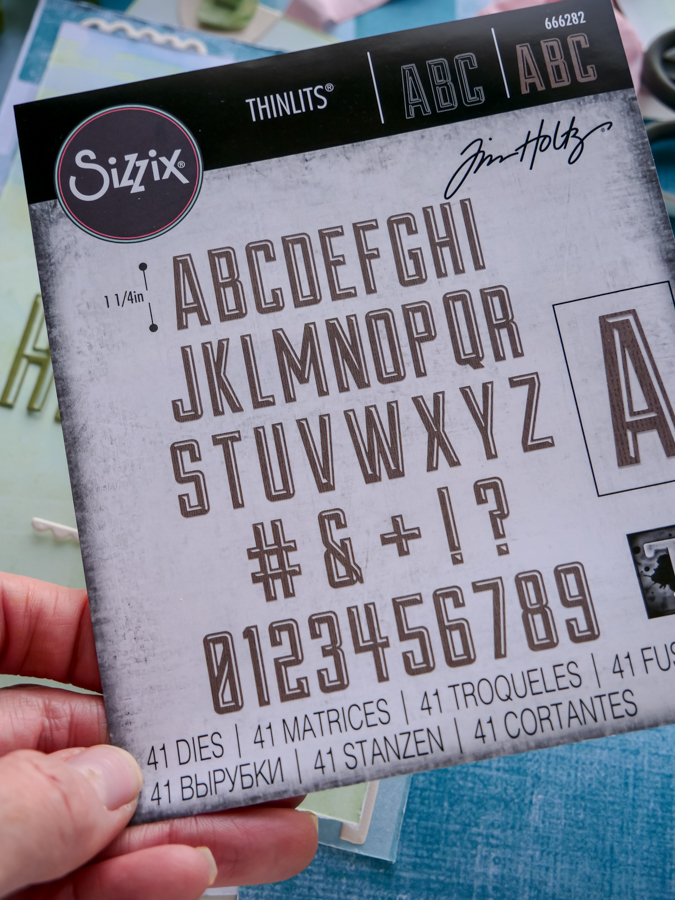 666282
THINLITS® | ABC | ABC
Sizzix®
Tim Holtz®
ABCDEFGHI
1 1/4in
JKLMNOPQR
A
STUVWXYZ
#&+!?
0123456789
41 DIES | 41 MATRICES | 41 TROQUELES | 41
41 ВЫРУБКИ | 41 STANZEN | 41 CORTANTES